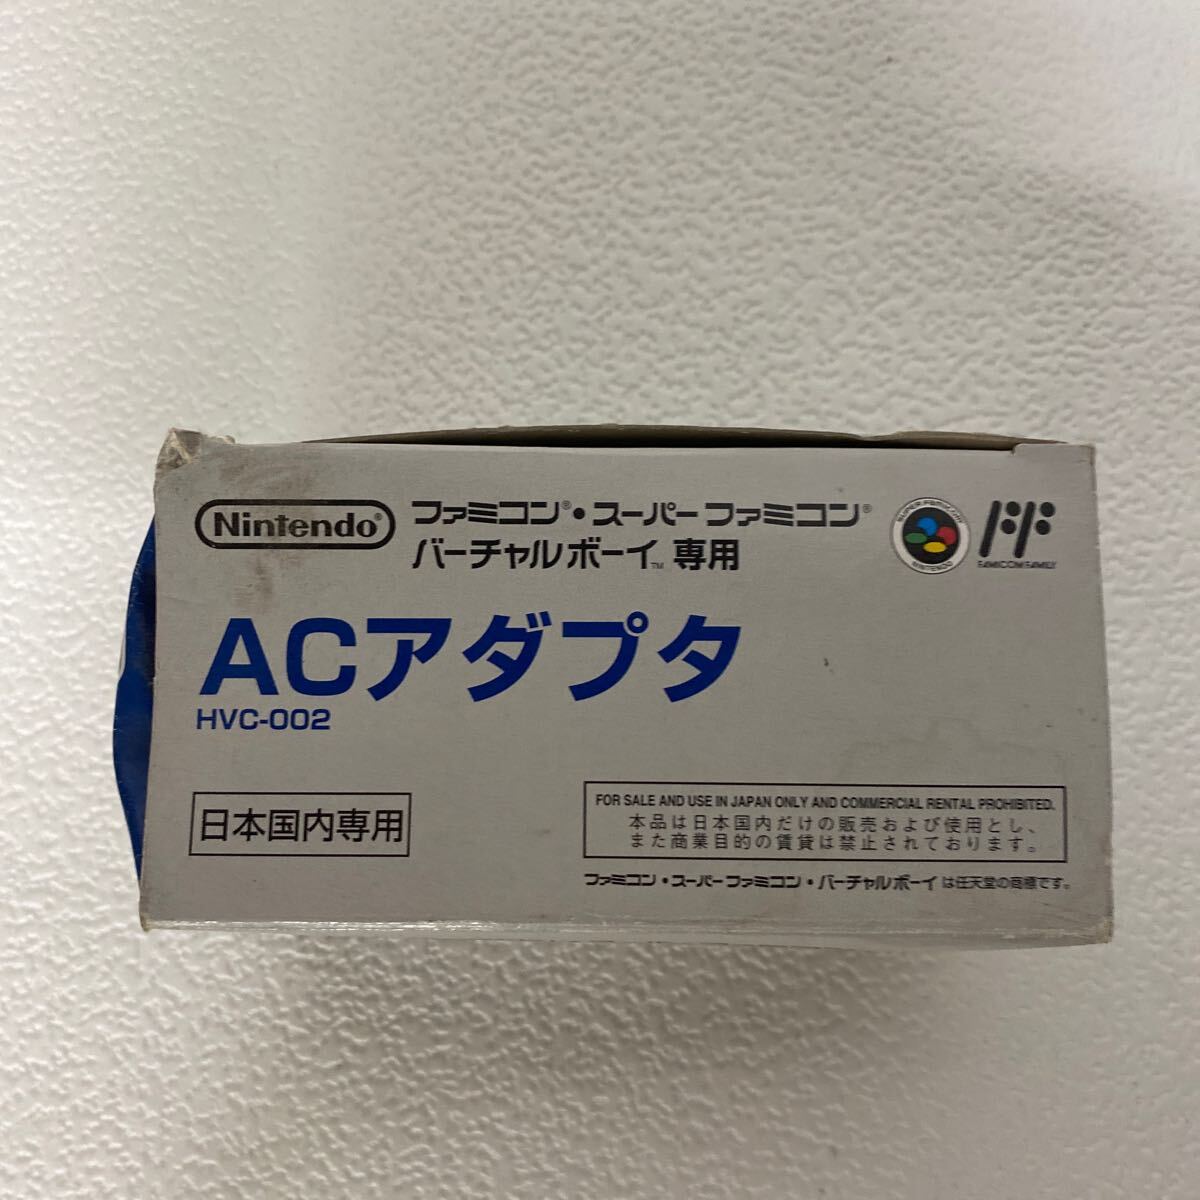 Nintendo®
ファミコン®・スーパーファミコン®
バーチャルボーイ™ 専用
SUPER FAMICOM
NINTENDO
FF
FAMICOM FAMILY
ACアダプタ
HVC-002
日本国内専用
FOR SALE AND USE IN JAPAN ONLY AND COMMERCIAL RENTAL PROHIBITED.
本品は日本国内だけの販売および使用とし、
また商業目的の賃貸は禁止されております。
ファミコン・スーパーファミコン・バーチャルボーイは任天堂の商標です。